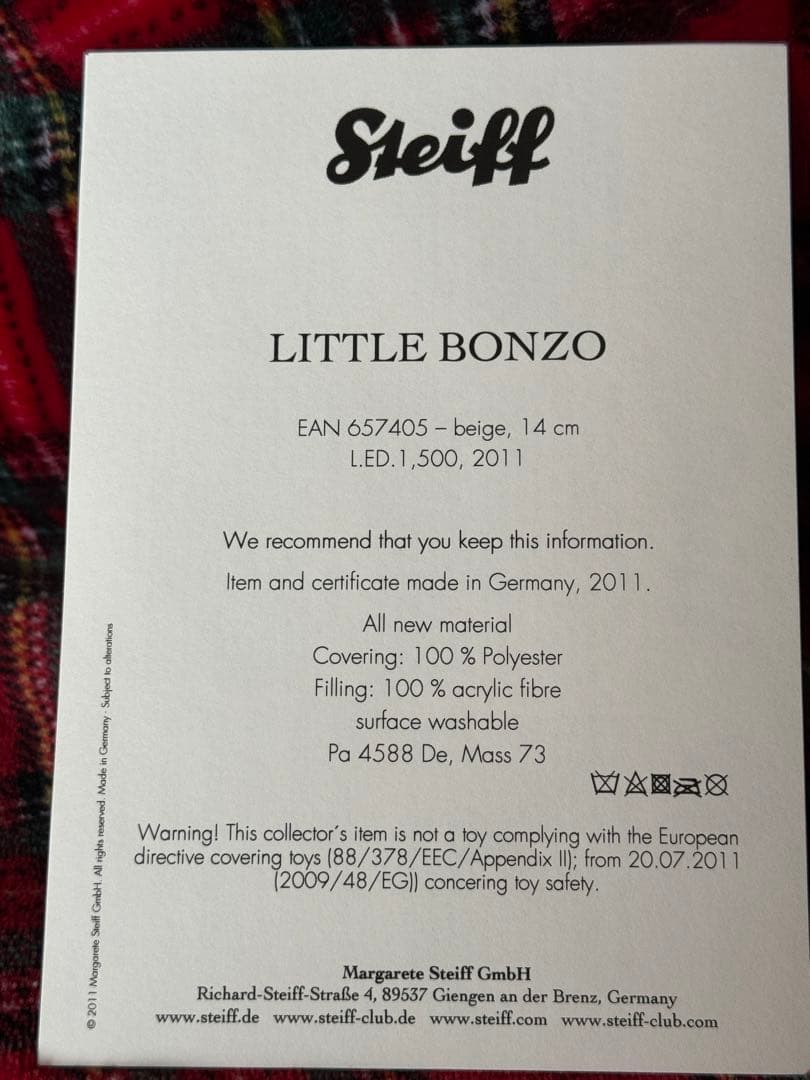 Steiff
LITTLE BONZO
EAN 657405 – beige, 14 cm
L.ED.1,500, 2011
We recommend that you keep this information.
Item and certificate made in Germany, 2011.
All new material
Covering: 100 % Polyester
Filling: 100 % acrylic fibre
surface washable
Pa 4588 De, Mass 73
Warning! This collector´s item is not a toy complying with the European
directive covering toys (88/378/EEC/Appendix II); from 20.07.2011
(2009/48/EG)) concering toy safety.
Margarete Steiff GmbH
Richard-Steiff-Straße 4, 89537 Giengen an der Brenz, Germany
www.steiff.de www.steiff-club.de www.steiff.com www.steiff-club.com
© 2011 Margarete Steiff GmbH. All rights reserved. Made in Germany · Subject to alterations